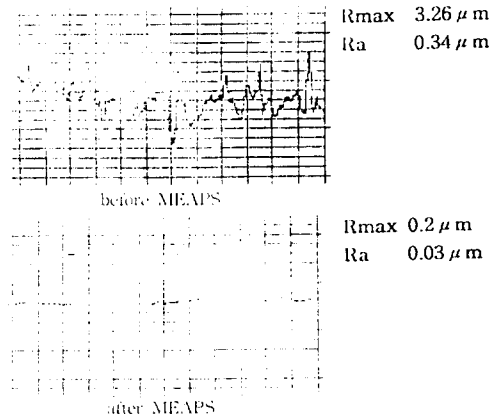 Rmax 3.26 μm
Ra 0.34 μm
before MEAPS
Rmax 0.2 μm
Ra 0.03 μm
after MEAPS